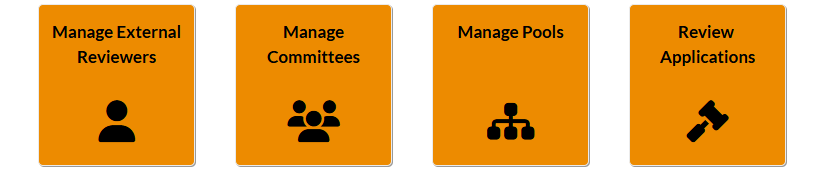 Manage External
Reviewers
Manage
Committees
Manage Pools
Review
Applications